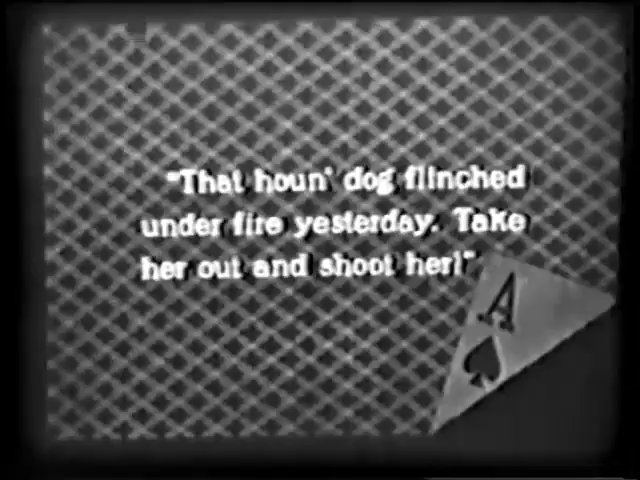 "That houn' dog flinched
under fire yesterday. Take
her out and shoot her!"
A